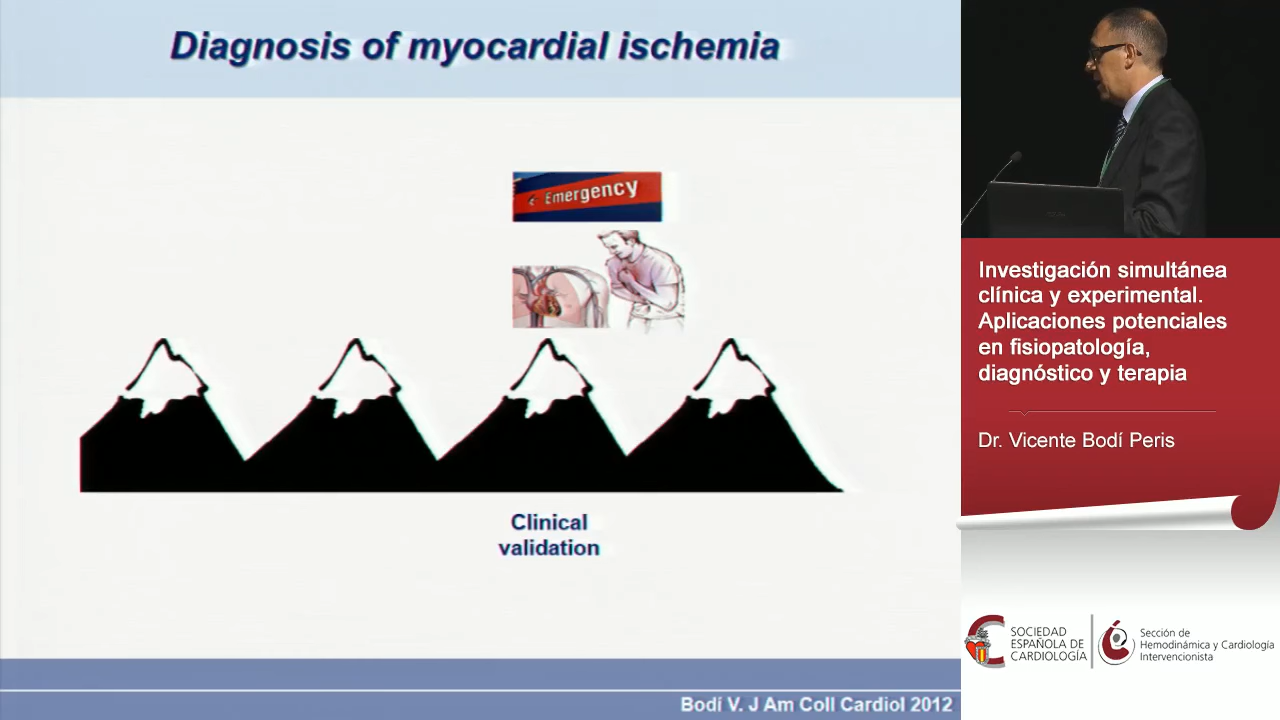 Diagnosis of myocardial ischemia
Emergency
Clinical
validation
Bodí V. J Am Coll Cardiol 2012
Investigación simultánea
clínica y experimental.
Aplicaciones potenciales
en fisiopatología,
diagnóstico y terapia
Dr. Vicente Bodí Peris
SOCIEDAD
ESPAÑOLA DE
CARDIOLOGÍA
Sección de
Hemodinámica y Cardiología
Intervencionista